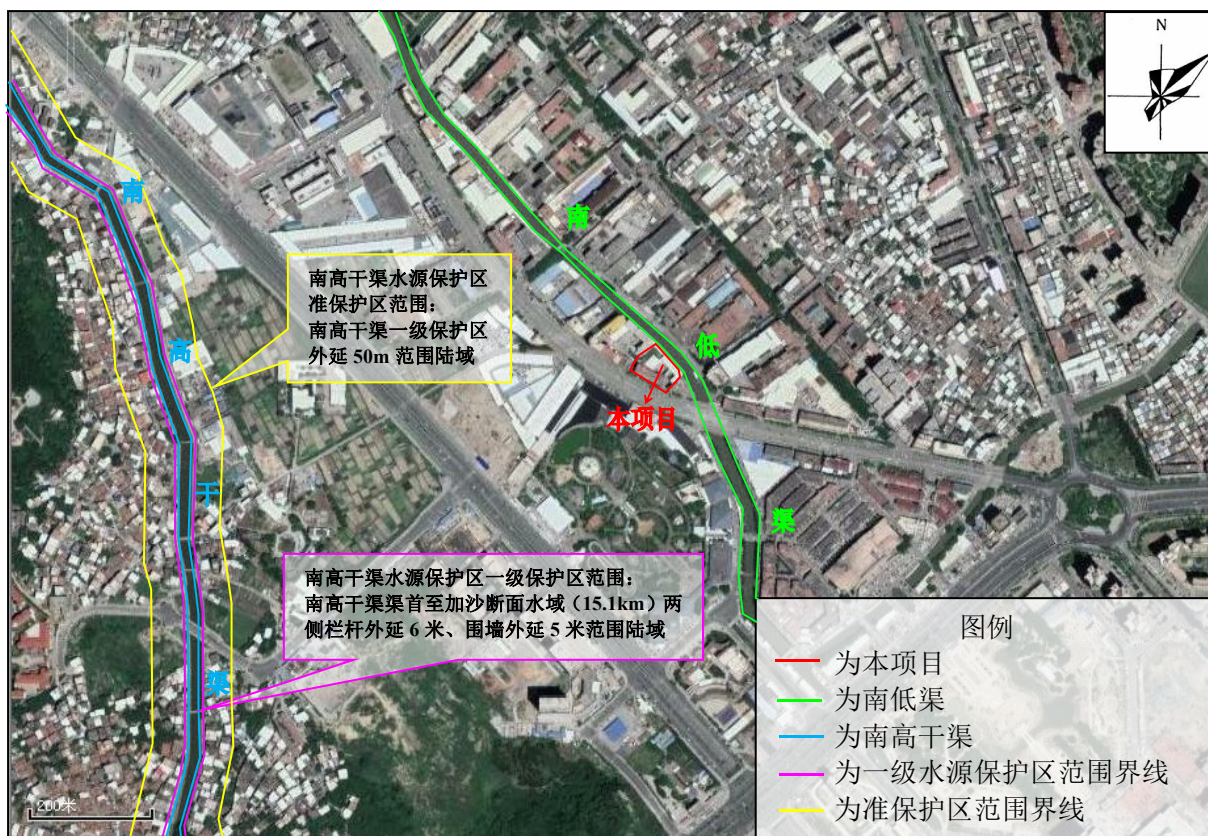 N
南
高
干
渠
南
低
渠
南高干渠水源保护区
准保护区范围：
南高干渠一级保护区
外延 50m 范围陆域
本项目
南高干渠水源保护区一级保护区范围：
南高干渠渠首至加沙断面水域（15.1km）两
侧栏杆外延 6 米、围墙外延 5 米范围陆域
图例
为本项目
为南低渠
为南高干渠
为一级水源保护区范围界线
为准保护区范围界线
200米